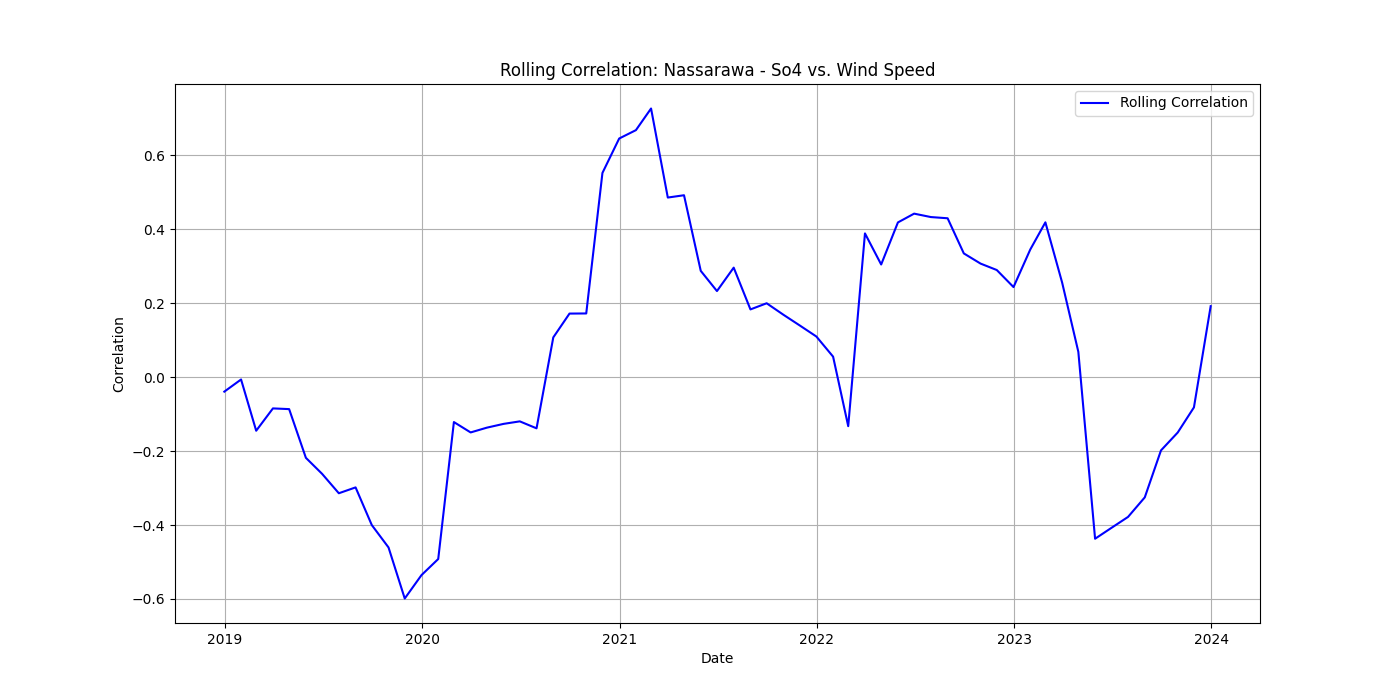 Rolling Correlation: Nassarawa - So4 vs. Wind Speed
Rolling Correlation
Correlation
0.6
0.4
0.2
0.0
−0.2
−0.4
−0.6
2019 2020 2021 2022 2023 2024
Date